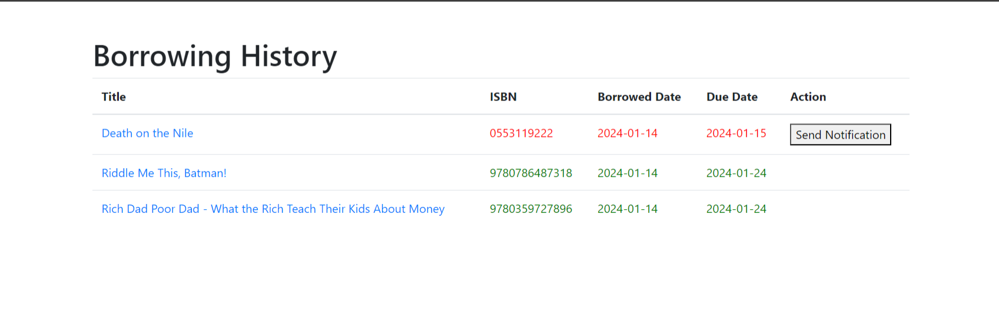 Borrowing History
Title ISBN Borrowed Date Due Date Action
Death on the Nile 0553119222 2024-01-14 2024-01-15 Send Notification
Riddle Me This, Batman! 9780786487318 2024-01-14 2024-01-24
Rich Dad Poor Dad - What the Rich Teach Their Kids About Money 9780359727896 2024-01-14 2024-01-24